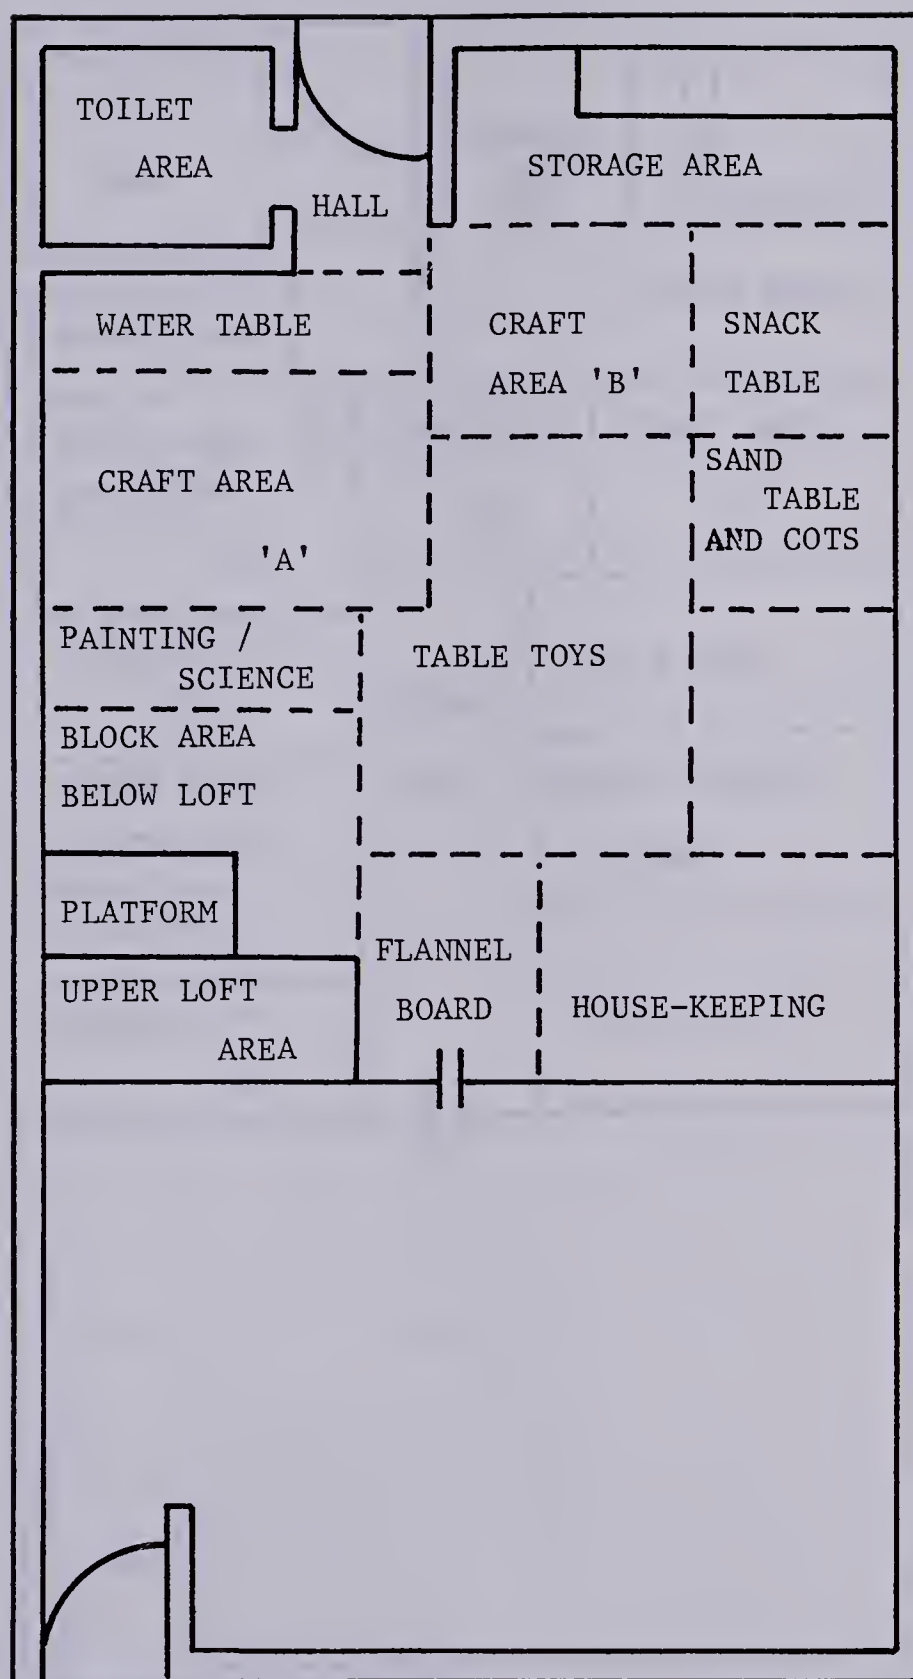 TOILET
AREA
HALL
STORAGE AREA
WATER TABLE
CRAFT
AREA 'B'
SNACK
TABLE
CRAFT AREA
'A'
SAND
TABLE
AND COTS
PAINTING /
SCIENCE
TABLE TOYS
BLOCK AREA
BELOW LOFT
PLATFORM
FLANNEL
BOARD
UPPER LOFT
AREA
HOUSE-KEEPING